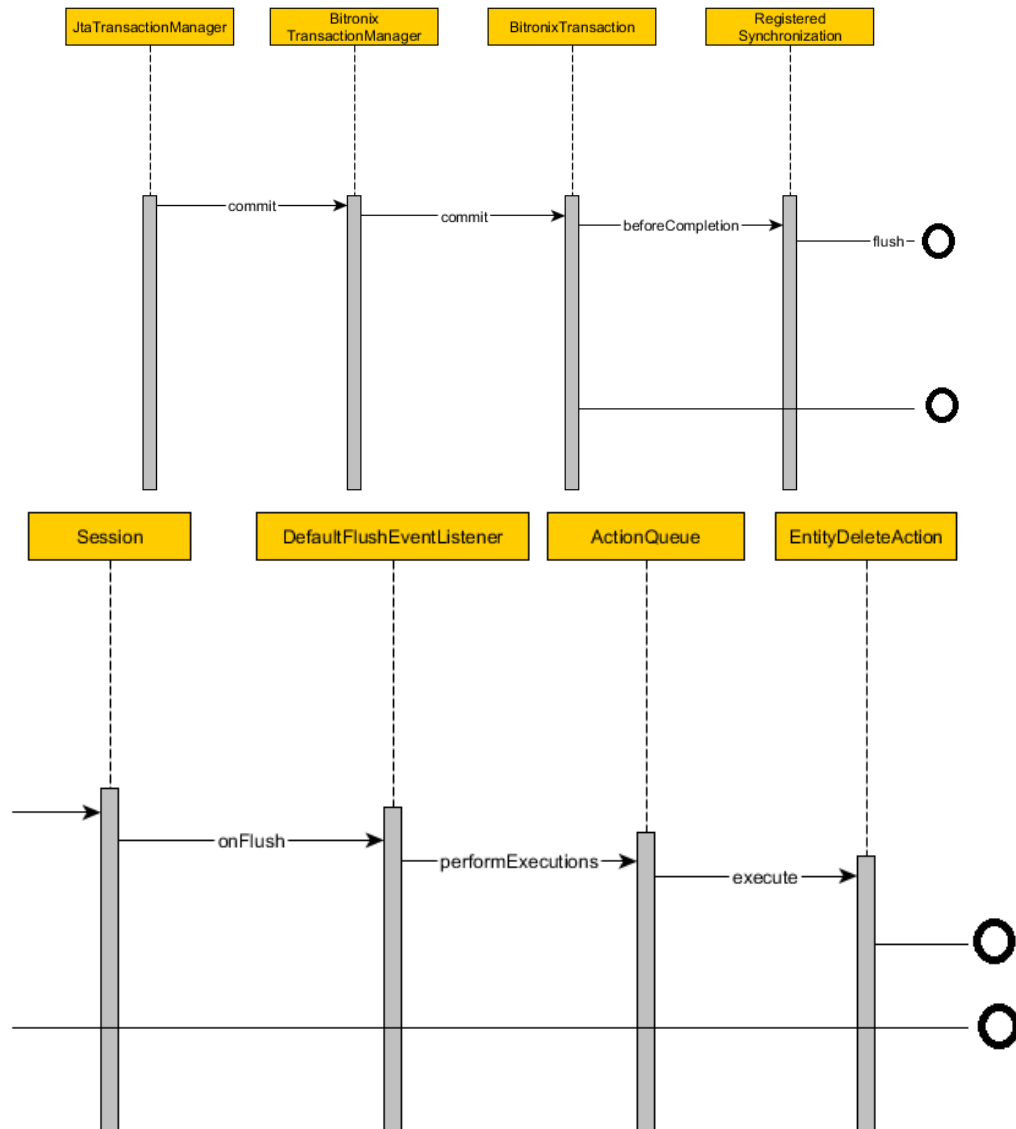 JtaTransactionManager
Bitronix
TransactionManager
BitronixTransaction
Registered
Synchronization
commit
commit
beforeCompletion
flush
Session
DefaultFlushEventListener
ActionQueue
EntityDeleteAction
onFlush
performExecutions
execute